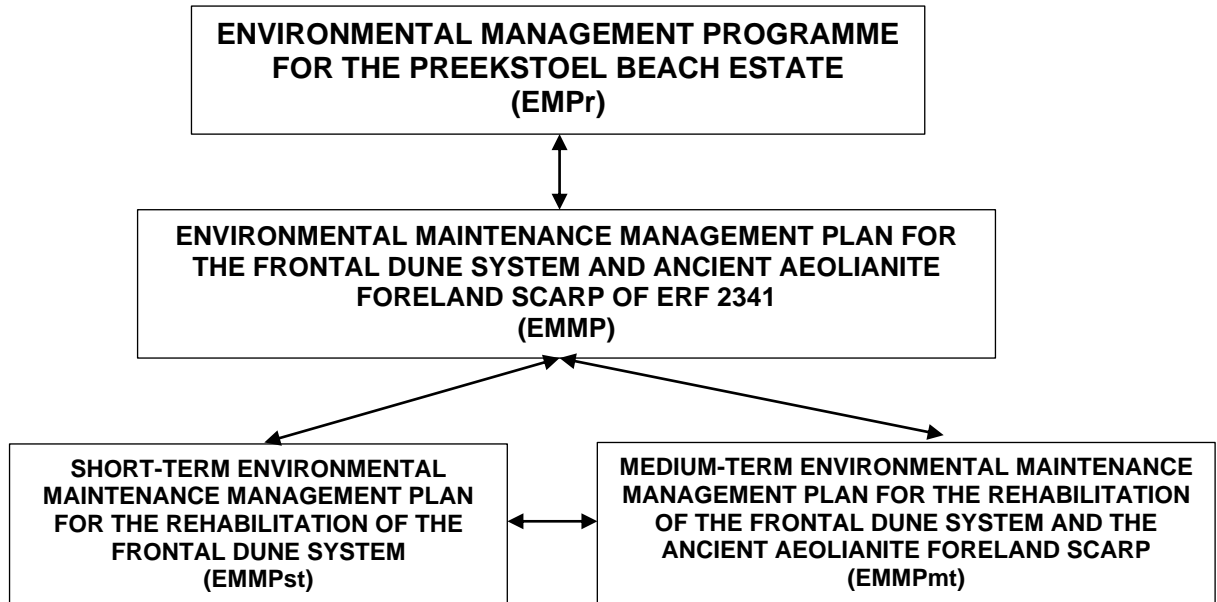 ENVIRONMENTAL MANAGEMENT PROGRAMME
FOR THE PREEKSTOEL BEACH ESTATE
(EMPr)
ENVIRONMENTAL MAINTENANCE MANAGEMENT PLAN FOR
THE FRONTAL DUNE SYSTEM AND ANCIENT AEOLIANITE
FORELAND SCARP OF ERF 2341
(EMMP)
SHORT-TERM ENVIRONMENTAL
MAINTENANCE MANAGEMENT PLAN
FOR THE REHABILITATION OF THE
FRONTAL DUNE SYSTEM
(EMMPst)
MEDIUM-TERM ENVIRONMENTAL MAINTENANCE
MANAGEMENT PLAN FOR THE REHABILITATION
OF THE FRONTAL DUNE SYSTEM AND THE
ANCIENT AEOLIANITE FORELAND SCARP
(EMMPmt)